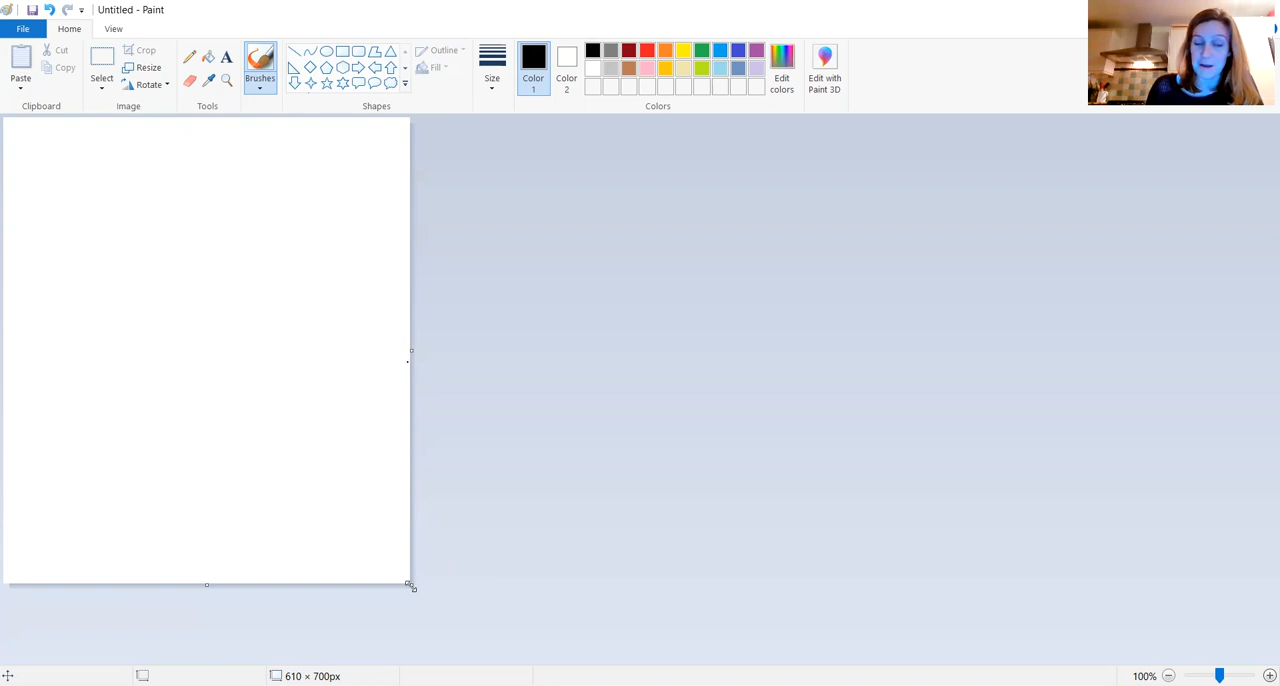 Untitled - Paint
File Home View
Paste
Cut
Copy
Clipboard
Select
Crop
Resize
Rotate
Image
A
Tools
Brushes
Outline
Fill
Shapes
Size
Color 1
Color 2
Edit colors
Colors
Edit with Paint 3D
610 × 700px
100%